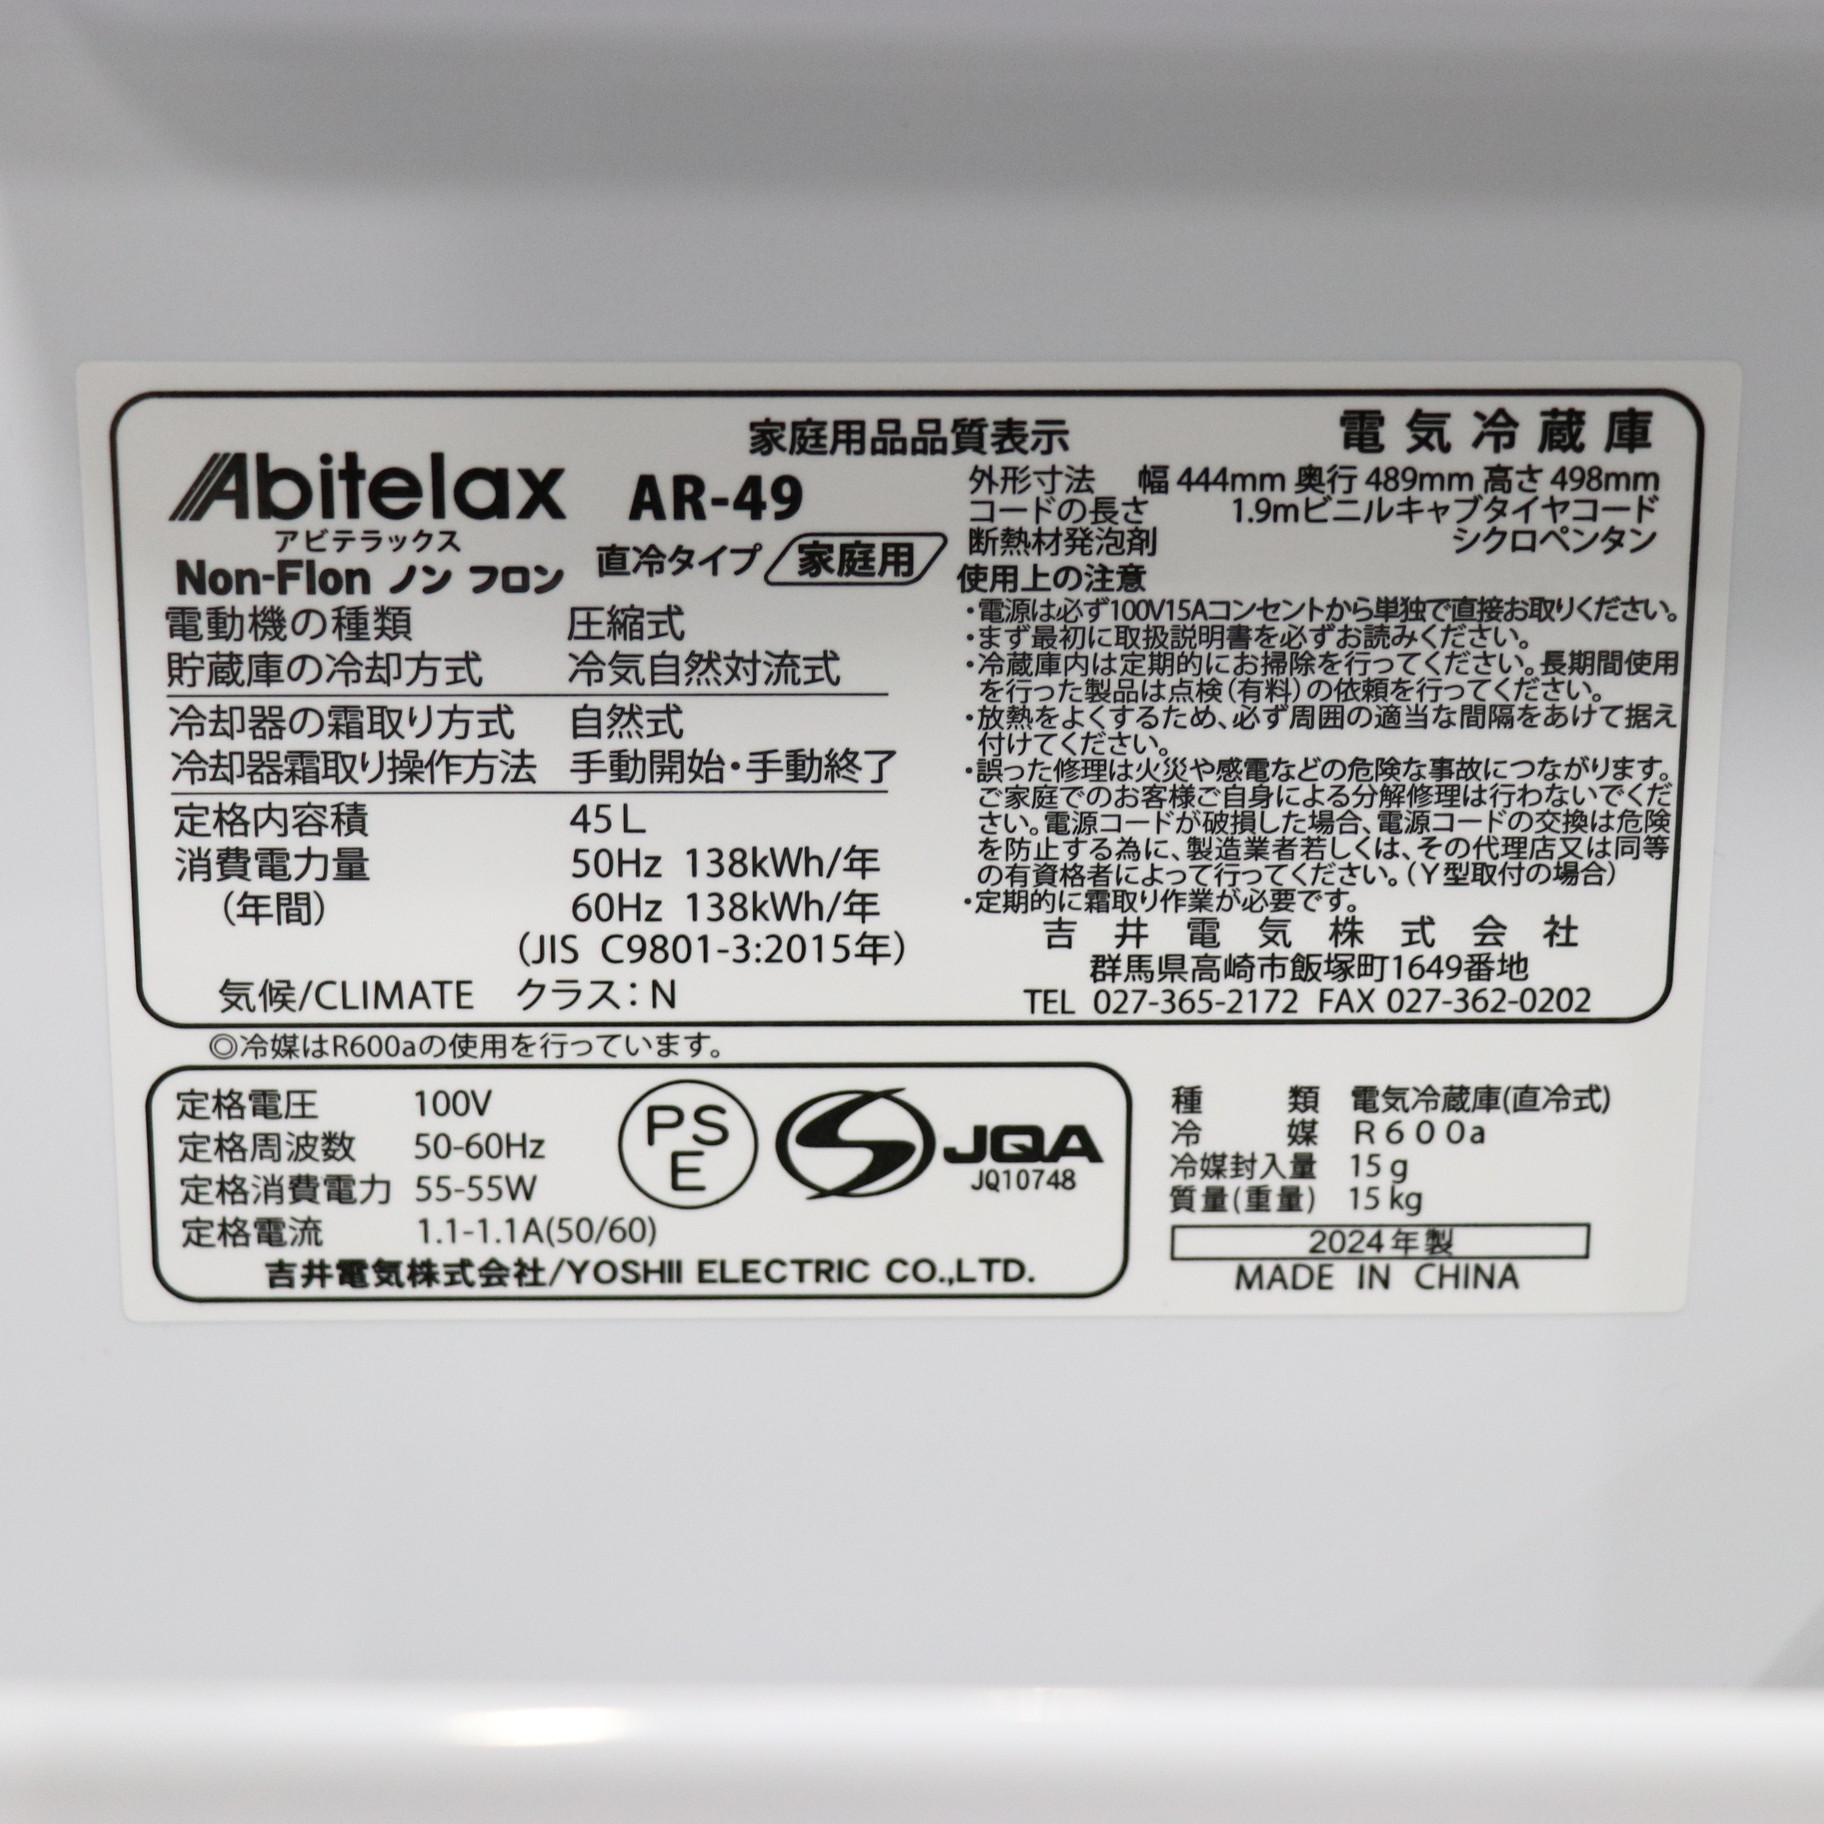 家庭用品品質表示
電気冷蔵庫
Abitelax
アビテラックス
AR-49
Non-Flon ノンフロン
直冷タイプ
家庭用
電動機の種類 圧縮式
貯蔵庫の冷却方式 冷気自然対流式
冷却器の霜取り方式 自然式
冷却器霜取り操作方法 手動開始・手動終了
定格内容積 45L
消費電力量 50Hz 138kWh/年
（年間） 60Hz 138kWh/年
（JIS C9801-3:2015年）
気候/CLIMATE クラス：N
外形寸法 幅444mm 奥行489mm 高さ498mm
コードの長さ 1.9mビニルキャブタイヤコード
断熱材発泡剤 シクロペンタン
使用上の注意
・電源は必ず100V15Aコンセントから単独で直接お取りください。
・まず最初に取扱説明書を必ずお読みください。
・冷蔵庫内は定期的にお掃除を行ってください。長期間使用
を行った製品は点検（有料）の依頼を行ってください。
・放熱をよくするため、必ず周囲の適当な間隔をあけて据え
付けてください。
・誤った修理は火災や感電などの危険な事故につながります。
ご家庭でのお客様ご自身による分解修理は行わないでくだ
さい。電源コードが破損した場合、電源コードの交換は危険
を防止する為に、製造業者若しくは、その代理店又は同等
の有資格者によって行ってください。（Y型取付の場合）
・定期的に霜取り作業が必要です。
吉井電気株式会社
群馬県高崎市飯塚町1649番地
TEL 027-365-2172 FAX 027-362-0202
◎冷媒はR600aの使用を行っています。
定格電圧 100V
定格周波数 50-60Hz
定格消費電力 55-55W
定格電流 1.1-1.1A(50/60)
PS
E
JQA
JQ10748
吉井電気株式会社/YOSHII ELECTRIC CO.,LTD.
種類 電気冷蔵庫(直冷式)
冷媒 R600a
冷媒封入量 15g
質量(重量) 15kg
2024年製
MADE IN CHINA